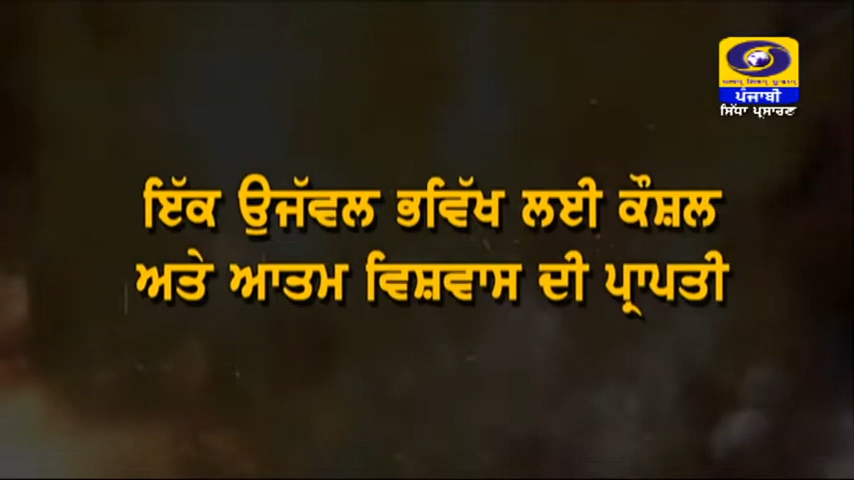 ਪੰਜਾਬੀ
ਸਿੱਧਾ ਪ੍ਰਸਾਰਣ
ਇੱਕ ਉਜੱਵਲ ਭਵਿੱਖ ਲਈ ਕੌਸ਼ਲ
ਅਤੇ ਆਤਮ ਵਿਸ਼ਵਾਸ ਦੀ ਪ੍ਰਾਪਤੀ